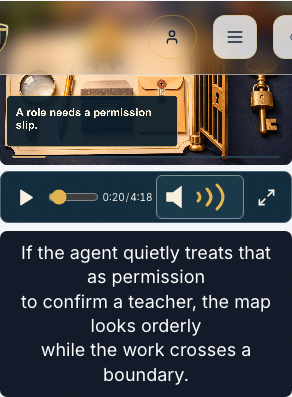 A role needs a permission
slip.
0:20/4:18
If the agent quietly treats that
as permission
to confirm a teacher, the map
looks orderly
while the work crosses a
boundary.